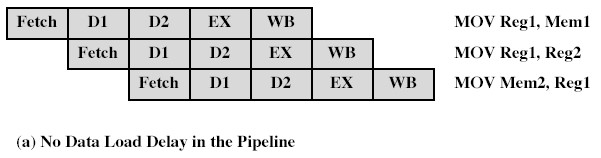 Fetch D1 D2 EX WB MOV Reg1, Mem1
Fetch D1 D2 EX WB MOV Reg1, Reg2
Fetch D1 D2 EX WB MOV Mem2, Reg1
(a) No Data Load Delay in the Pipeline